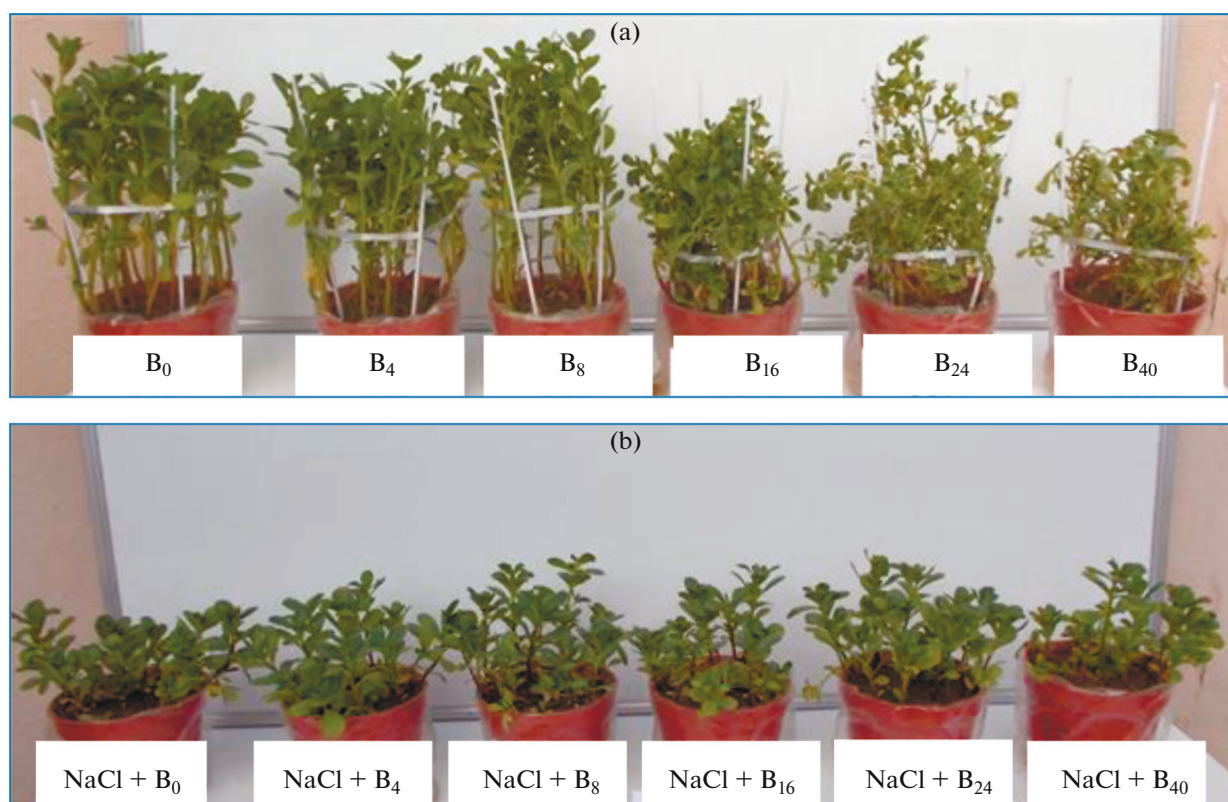 (a)
B₀ B₄ B₈ B₁₆ B₂₄ B₄₀
(b)
NaCl + B₀ NaCl + B₄ NaCl + B₈ NaCl + B₁₆ NaCl + B₂₄ NaCl + B₄₀